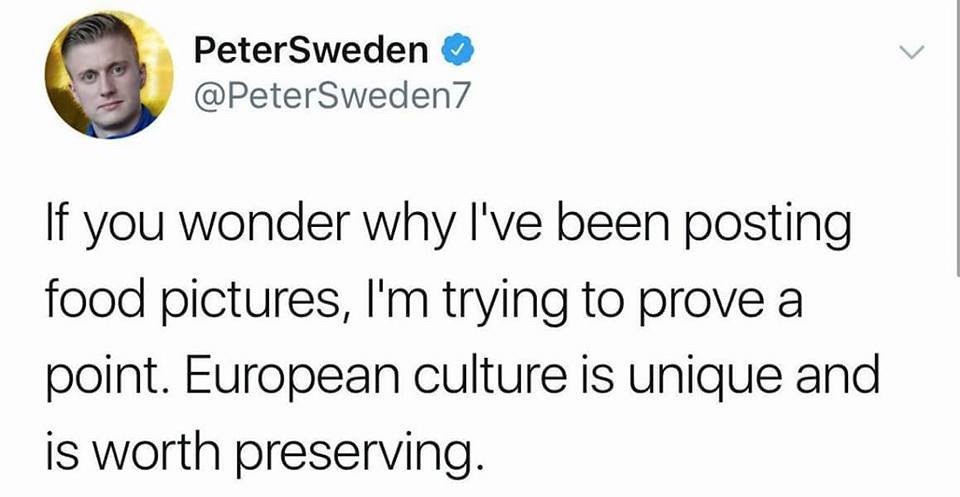 PeterSweden
@PeterSweden7
If you wonder why I've been posting
food pictures, I'm trying to prove a
point. European culture is unique and
is worth preserving.